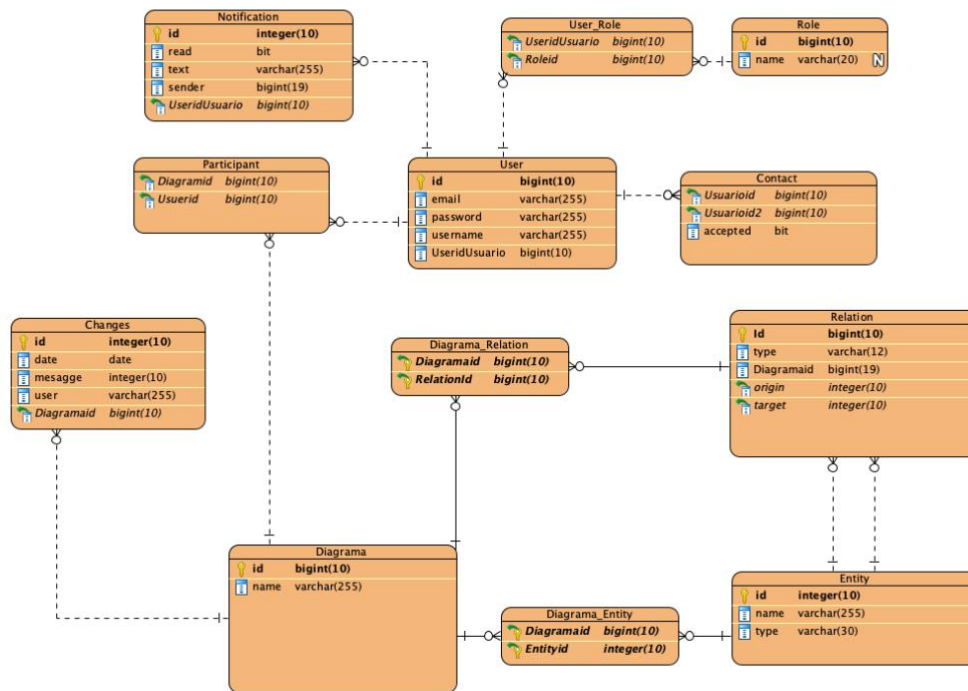 Notification
id integer(10)
read bit
text varchar(255)
sender bigint(19)
UseridUsuario bigint(10)
User_Role
UseridUsuario bigint(10)
Roleid bigint(10)
Role
id bigint(10)
name varchar(20) N
Participant
Diagramid bigint(10)
Usuerid bigint(10)
User
id bigint(10)
email varchar(255)
password varchar(255)
username varchar(255)
UseridUsuario bigint(10)
Contact
Usuarioid bigint(10)
Usuarioid2 bigint(10)
accepted bit
Changes
id integer(10)
date date
mesagge integer(10)
user varchar(255)
Diagramaid bigint(10)
Diagrama_Relation
Diagramaid bigint(10)
RelationId bigint(10)
Relation
Id bigint(10)
type varchar(12)
Diagramaid bigint(19)
origin integer(10)
target integer(10)
Diagrama
id bigint(10)
name varchar(255)
Diagrama_Entity
Diagramaid bigint(10)
Entityid integer(10)
Entity
id integer(10)
name varchar(255)
type varchar(30)